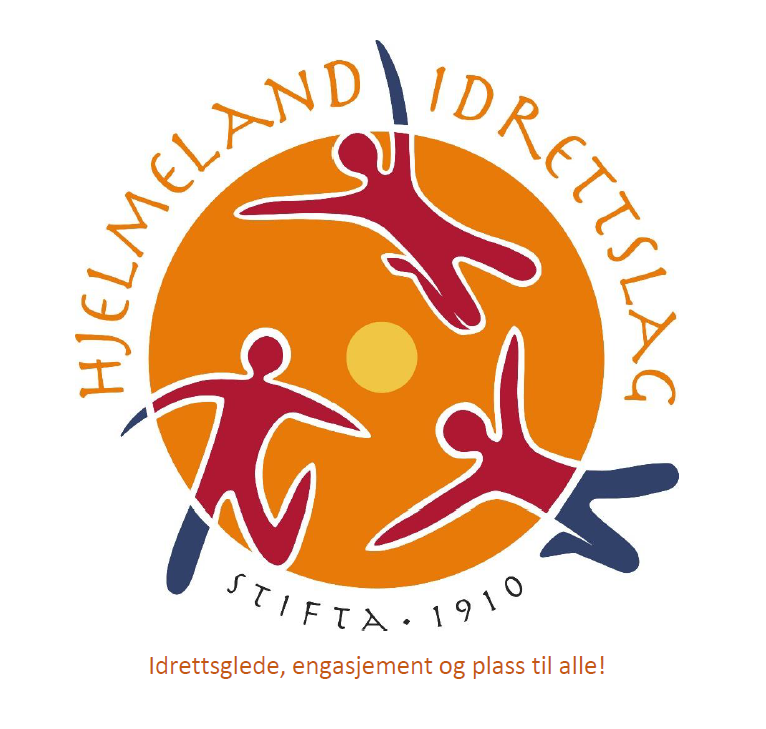 HJELMELAND IDRETTSLAG
STIFTA · 1910
Idrettsglede, engasjement og plass til alle!